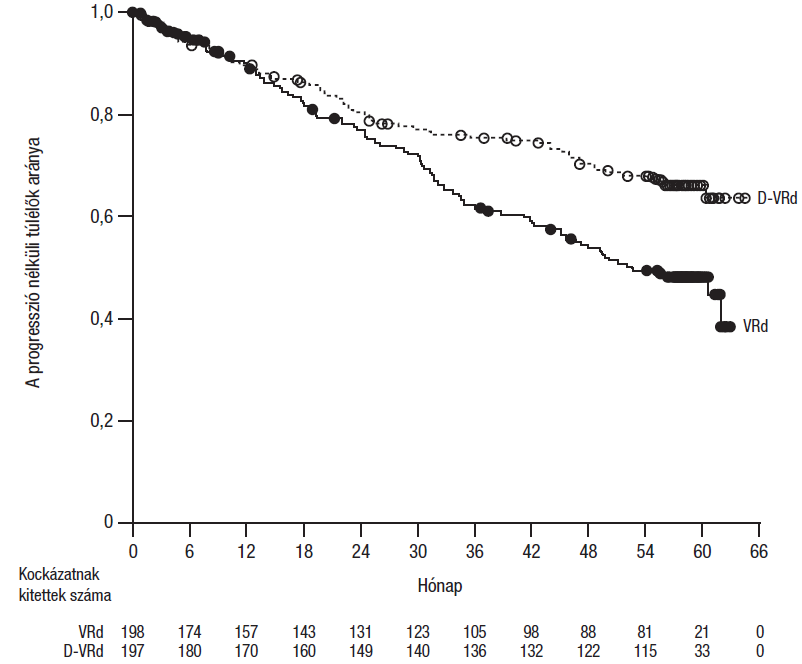 A progresszió nélküli túlélők aránya
1,0
0,8
0,6
0,4
0,2
0
D-VRd
VRd
0 6 12 18 24 30 36 42 48 54 60 66
Hónap
Kockázatnak
kitettek száma
VRd 198 174 157 143 131 123 105 98 88 81 21 0
D-VRd 197 180 170 160 149 140 136 132 122 115 33 0